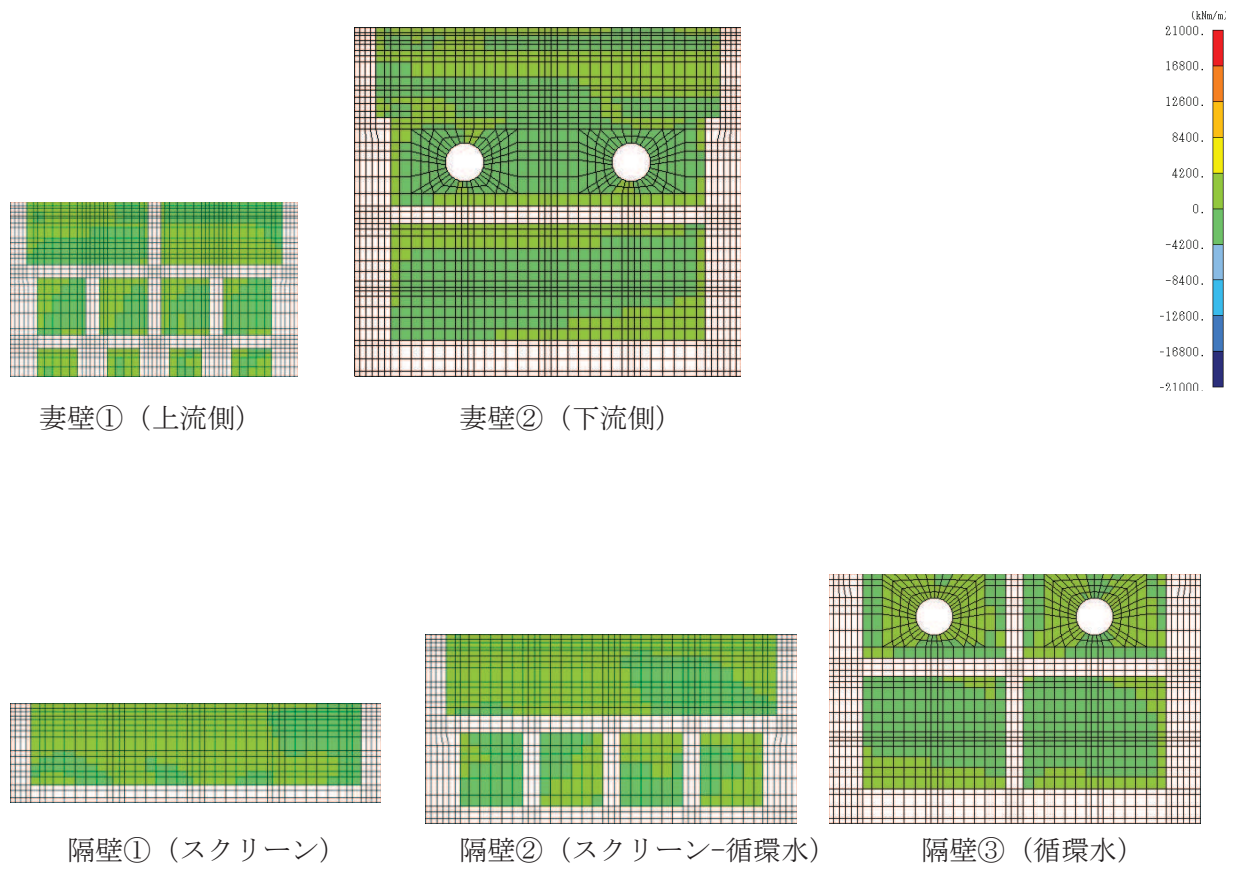 (kNm/m)
21000.
16800.
12600.
8400.
4200.
0.
-4200.
-8400.
-12600.
-16800.
-21000.
妻壁①（上流側）
妻壁②（下流側）
隔壁①（スクリーン）
隔壁②（スクリーン-循環水）
隔壁③（循環水）